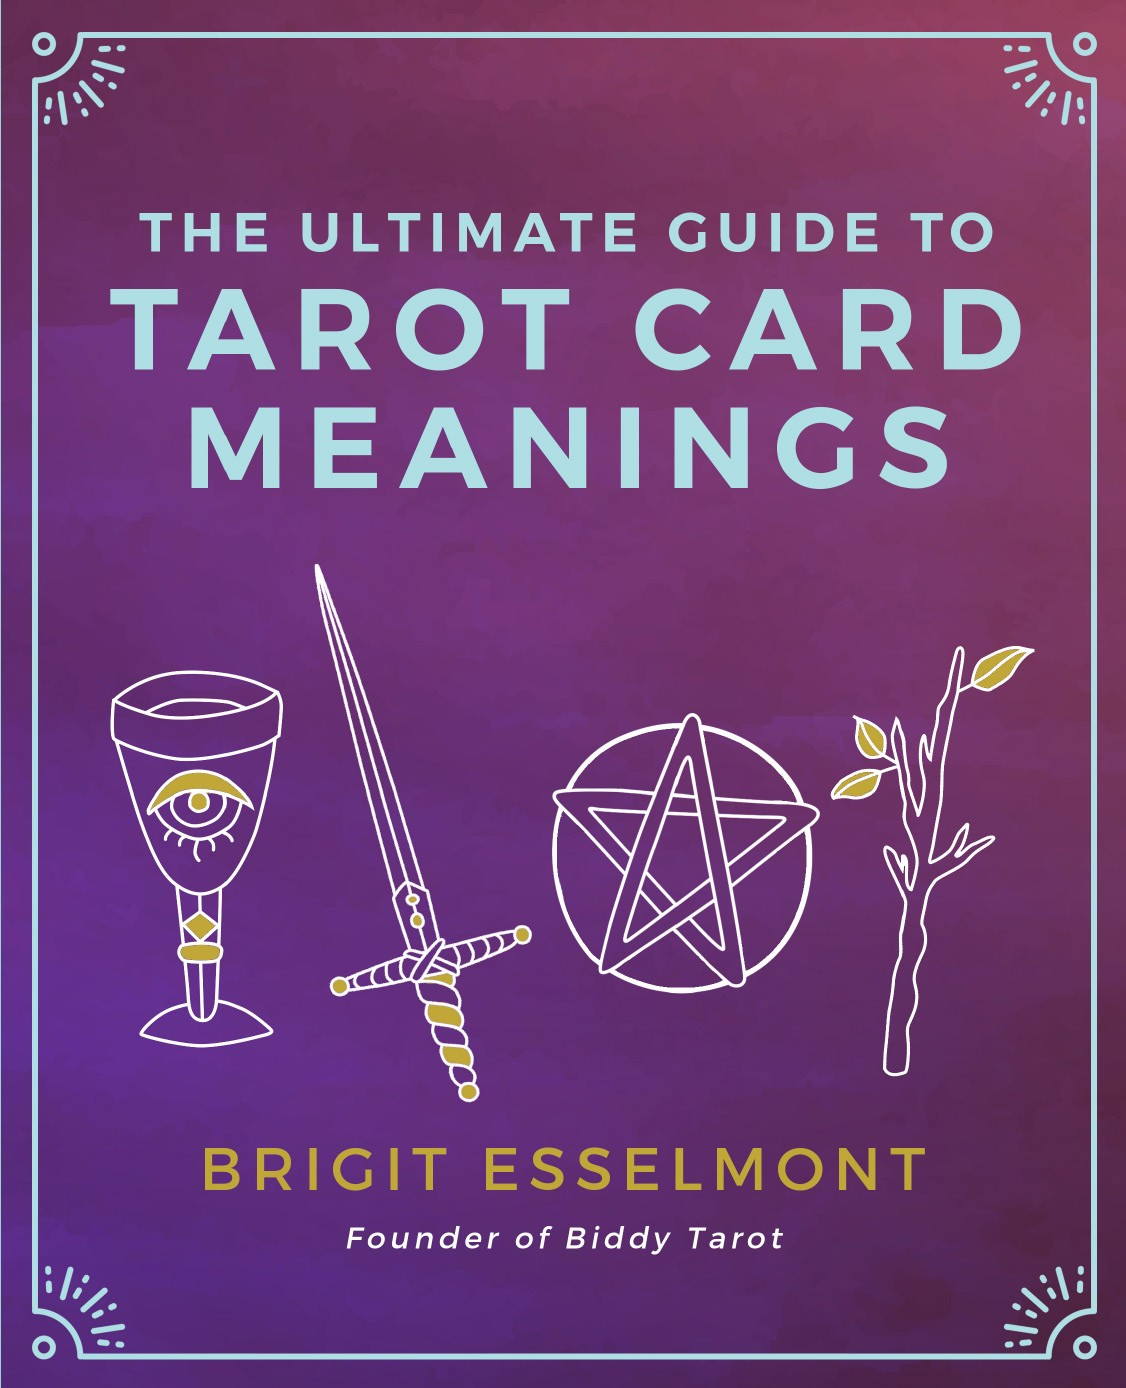 THE ULTIMATE GUIDE TO
TAROT CARD
MEANINGS
BRIGIT ESSELMONT
Founder of Biddy Tarot